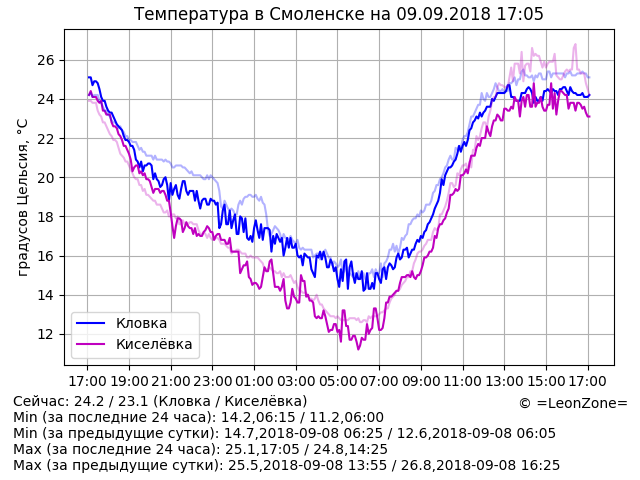 Температура в Смоленске на 09.09.2018 17:05
градусов Цельсия, °C
26
24
22
20
18
16
14
12
Кловка
Киселёвка
17:00 19:00 21:00 23:00 01:00 03:00 05:00 07:00 09:00 11:00 13:00 15:00 17:00
Сейчас: 24.2 / 23.1 (Кловка / Киселёвка)
© =LeonZone=
Min (за последние 24 часа): 14.2,06:15 / 11.2,06:00
Min (за предыдущие сутки): 14.7,2018-09-08 06:25 / 12.6,2018-09-08 06:05
Max (за последние 24 часа): 25.1,17:05 / 24.8,14:25
Max (за предыдущие сутки): 25.5,2018-09-08 13:55 / 26.8,2018-09-08 16:25